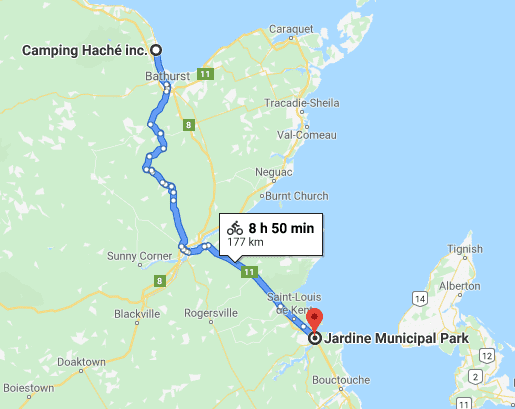 Caraquet
Camping Haché inc.
Bathurst
11
Tracadie-Sheila
8
Val-Comeau
Neguac
Burnt Church
8 h 50 min
177 km
Sunny Corner
11
Tignish
8
Saint-Louis
de Kent
14
Alberton
Blackville
Rogersville
Jardine Municipal Park
12
2
Doaktown
Bouctouche
Boiestown
11